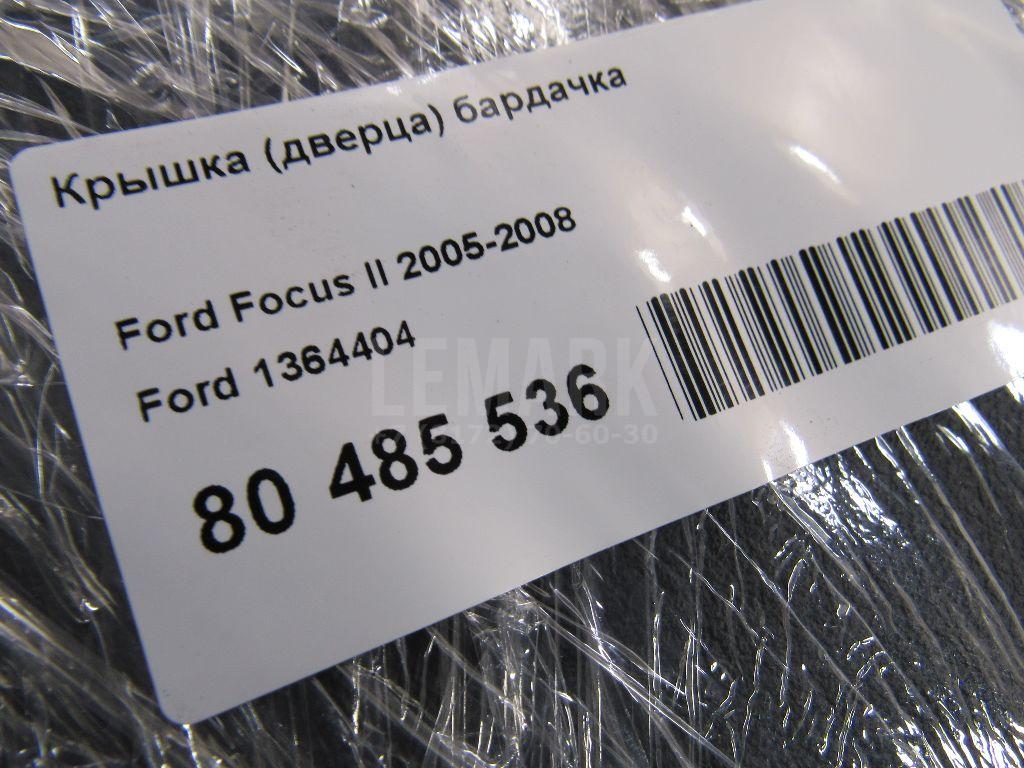 Крышка (дверца) бардачка
Ford Focus II 2005-2008
Ford 1364404
80 485 536
LEMARK